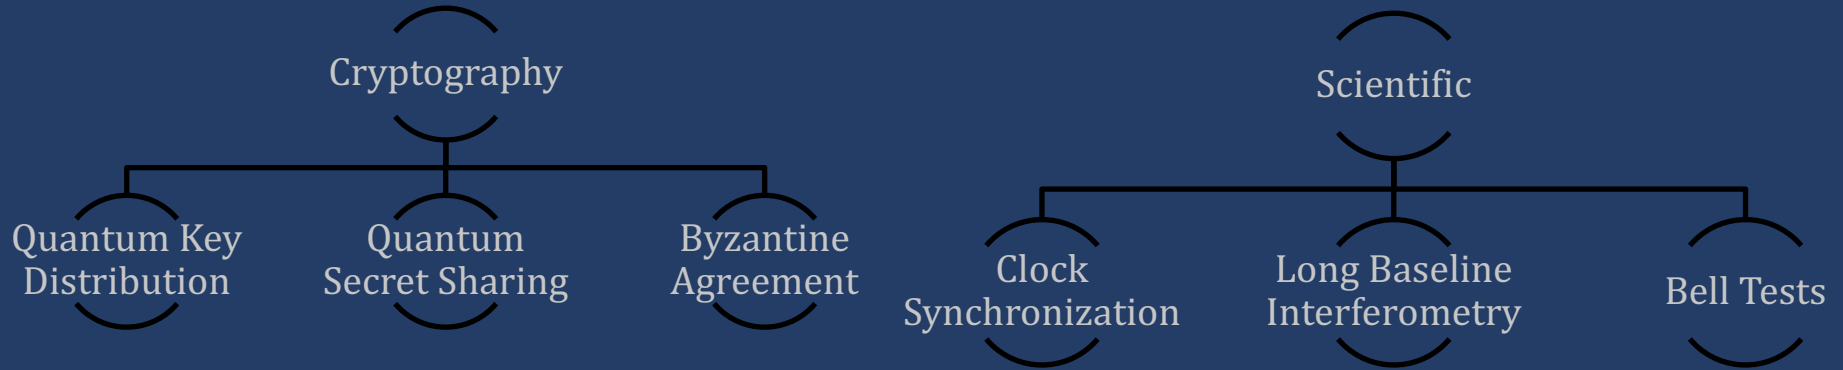 Cryptography
Quantum Key
Distribution
Quantum
Secret Sharing
Byzantine
Agreement
Scientific
Clock
Synchronization
Long Baseline
Interferometry
Bell Tests